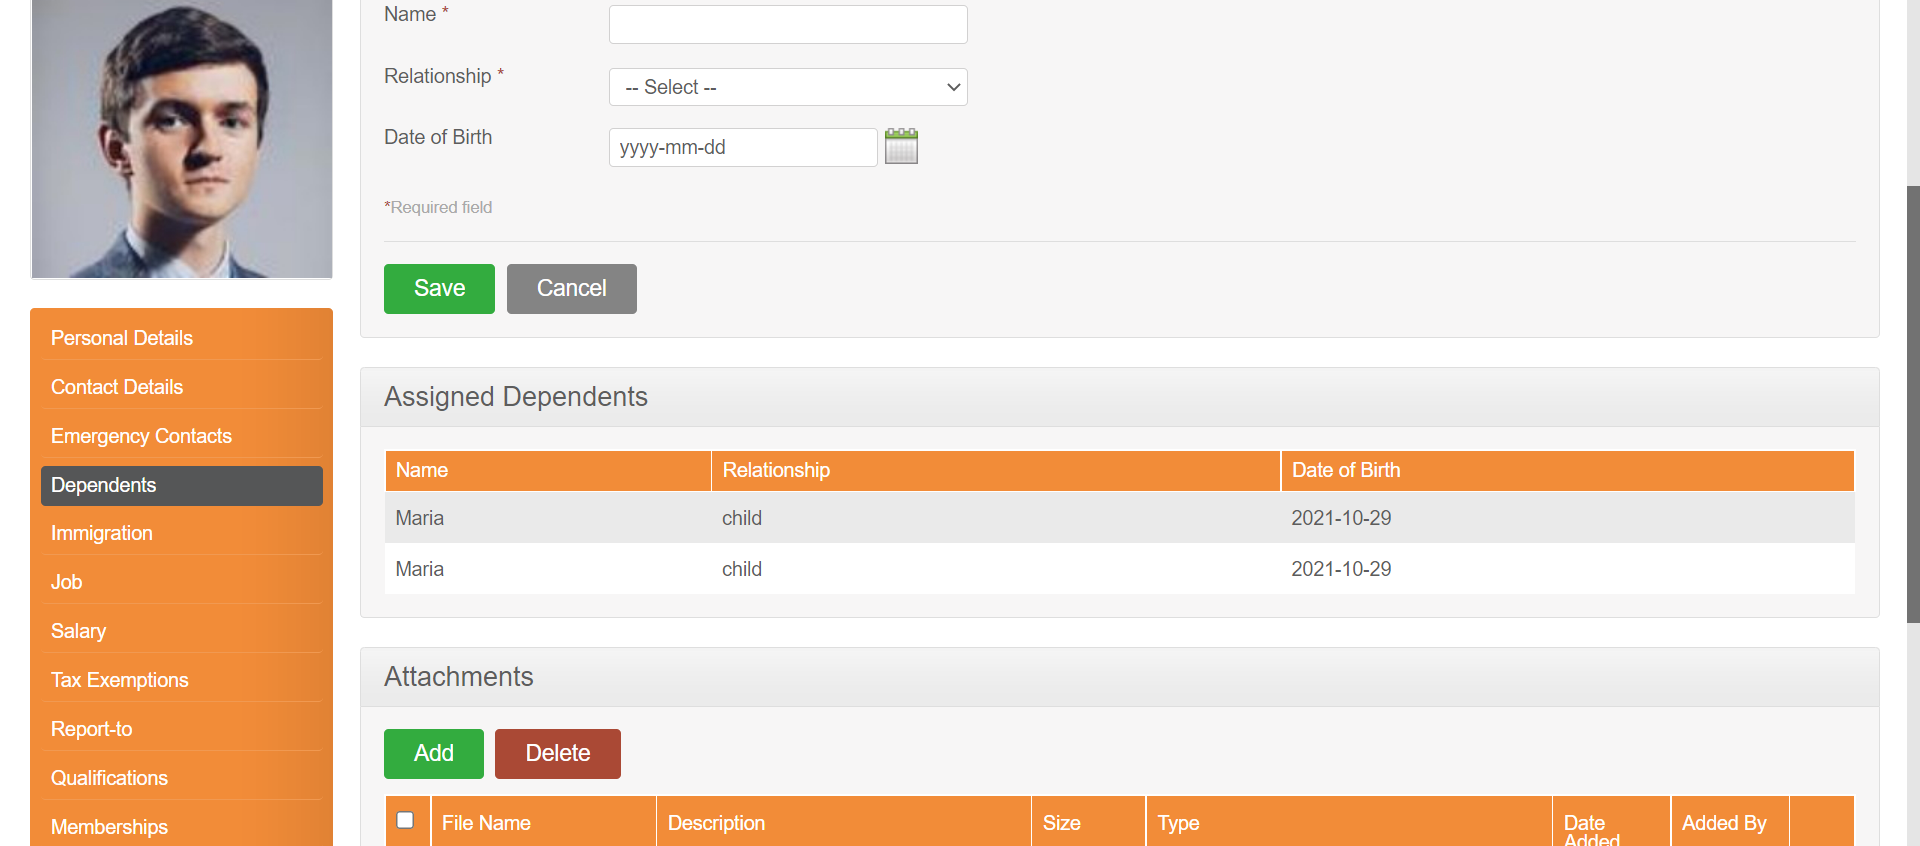 Name *
Relationship *
-- Select --
Date of Birth
yyyy-mm-dd
*Required field
Save
Cancel
Personal Details
Contact Details
Emergency Contacts
Dependents
Immigration
Job
Salary
Tax Exemptions
Report-to
Qualifications
Memberships
Assigned Dependents
Name Relationship Date of Birth
Maria child 2021-10-29
Maria child 2021-10-29
Attachments
Add
Delete
File Name Description Size Type Date Added Added By